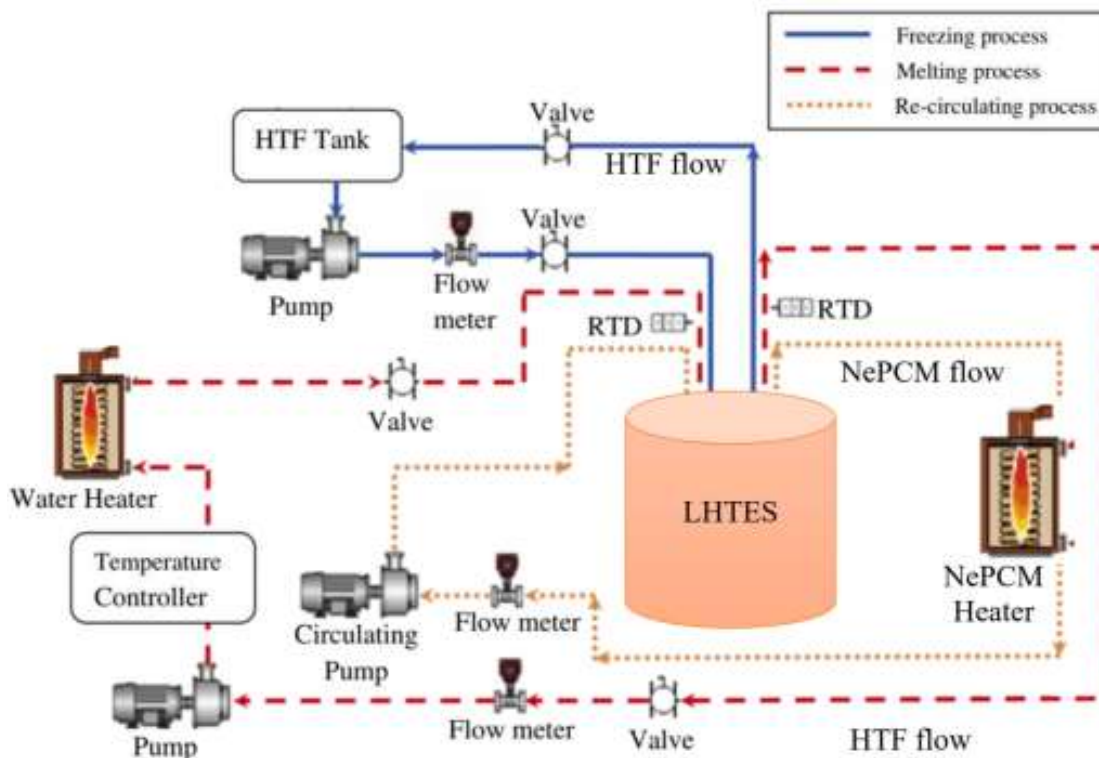 Freezing process
Melting process
Re-circulating process
Valve
HTF Tank
HTF flow
Valve
Pump
Flow
meter
RTD
RTD
NePCM flow
Valve
Water Heater
LHTES
Temperature
Controller
NePCM
Heater
Circulating
Pump
Flow meter
Flow meter
Pump
Valve
HTF flow